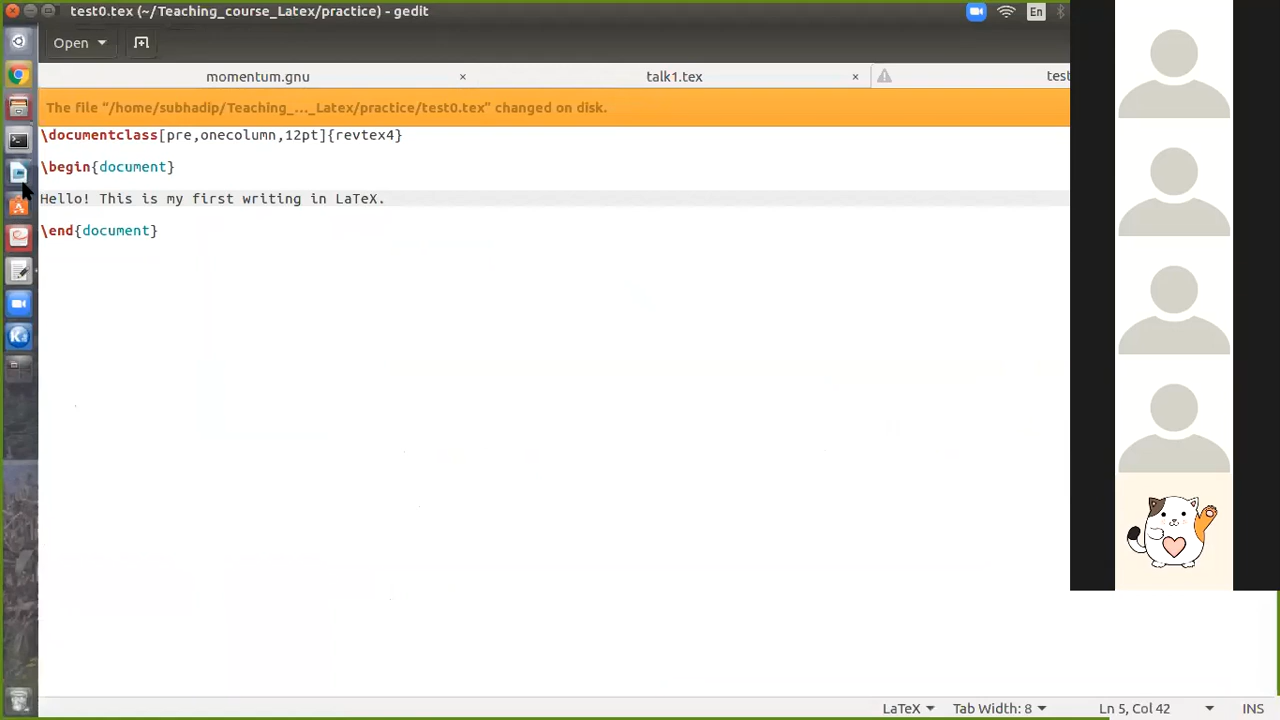 test0.tex (~/Teaching_course_Latex/practice) - gedit
En
Open
momentum.gnu × talk1.tex × tes
The file “/home/subhadip/Teaching_..._Latex/practice/test0.tex” changed on disk.
\documentclass[pre,onecolumn,12pt]{revtex4}
\begin{document}
Hello! This is my first writing in LaTeX.
\end{document}
LaTeX Tab Width: 8 Ln 5, Col 42 INS